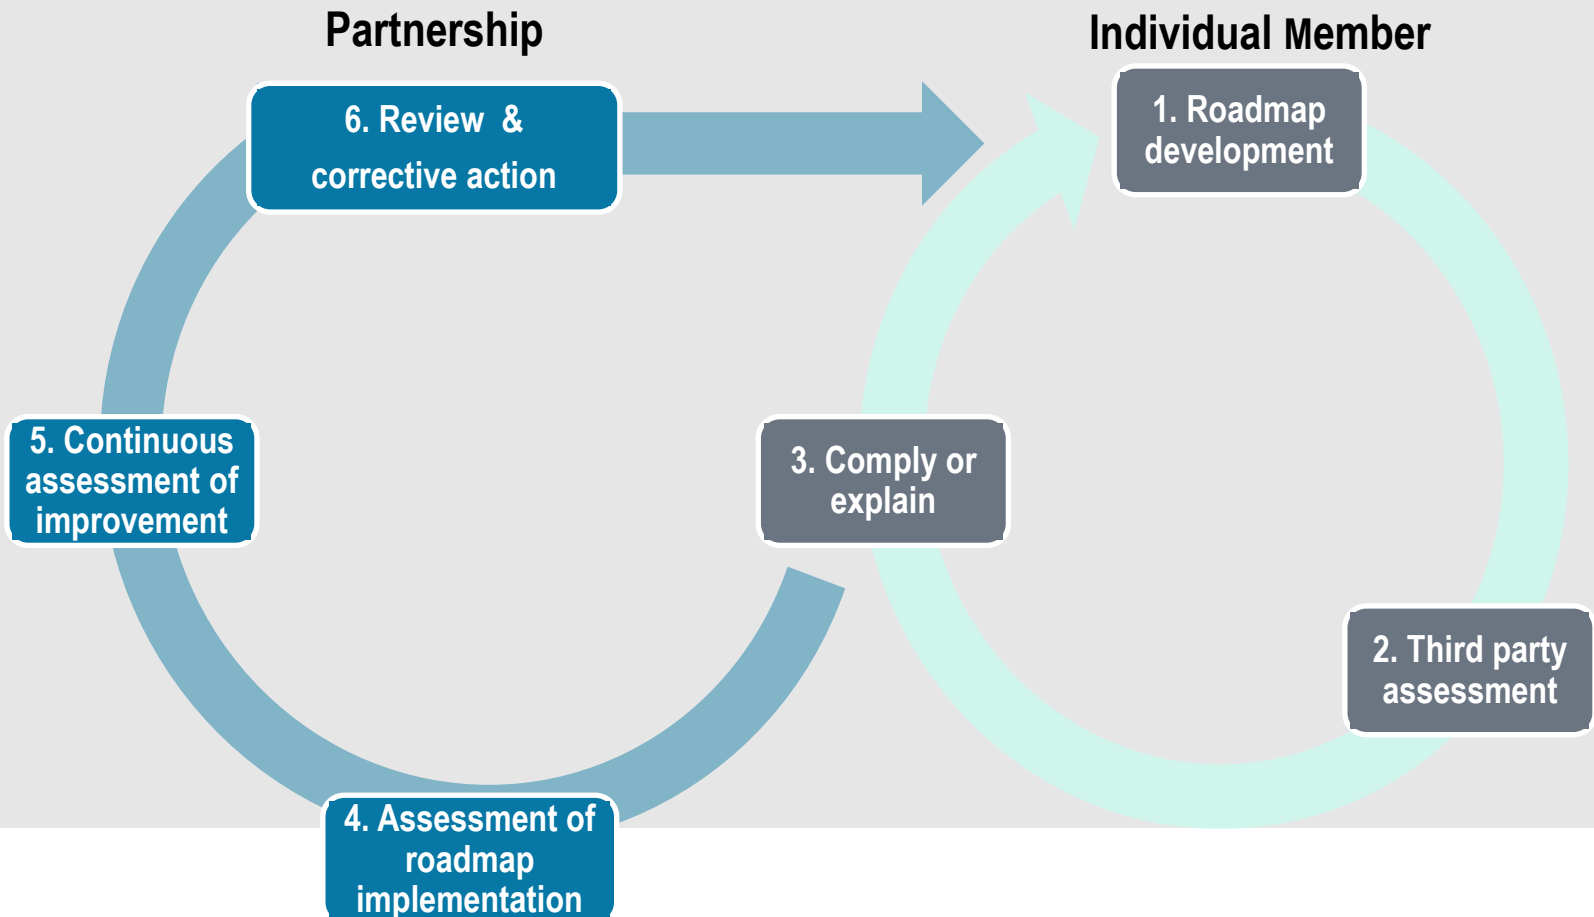 Partnership
Individual Member
6. Review &
corrective action
1. Roadmap
development
5. Continuous
assessment of
improvement
3. Comply or
explain
2. Third party
assessment
4. Assessment of
roadmap
implementation